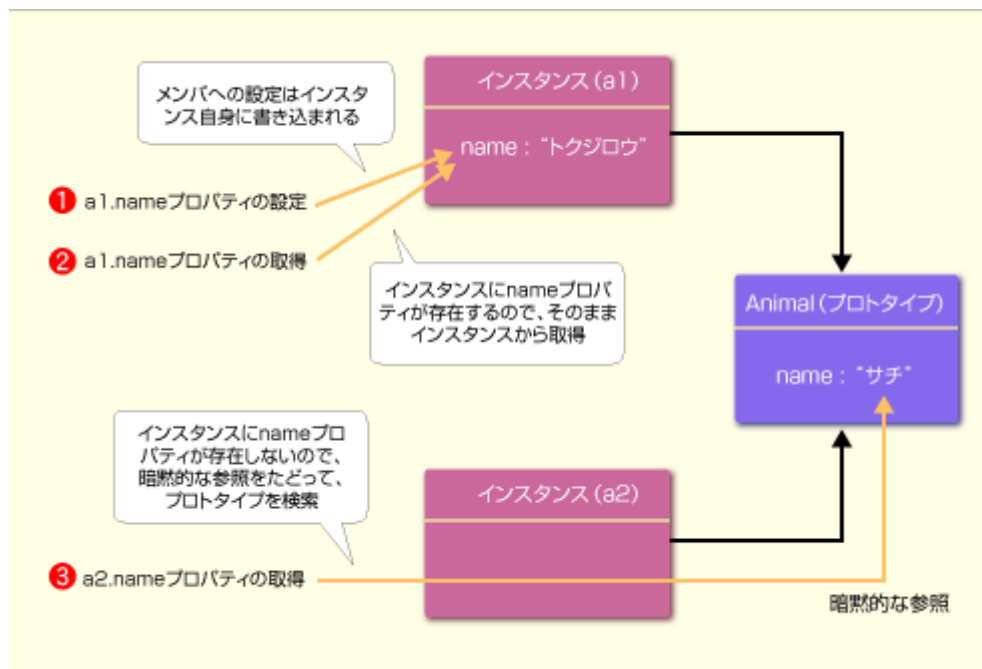 メンバへの設定はインスタ
ンス自身に書き込まれる
インスタンス(a1)
name : “トクジロウ”
❶ a1.nameプロパティの設定
❷ a1.nameプロパティの取得
インスタンスにnameプロパ
ティが存在するので、そのまま
インスタンスから取得
Animal(プロトタイプ)
name : “サチ”
インスタンスにnameプロ
パティが存在しないので、
暗黙的な参照をたどって、
プロトタイプを検索
インスタンス(a2)
❸ a2.nameプロパティの取得
暗黙的な参照